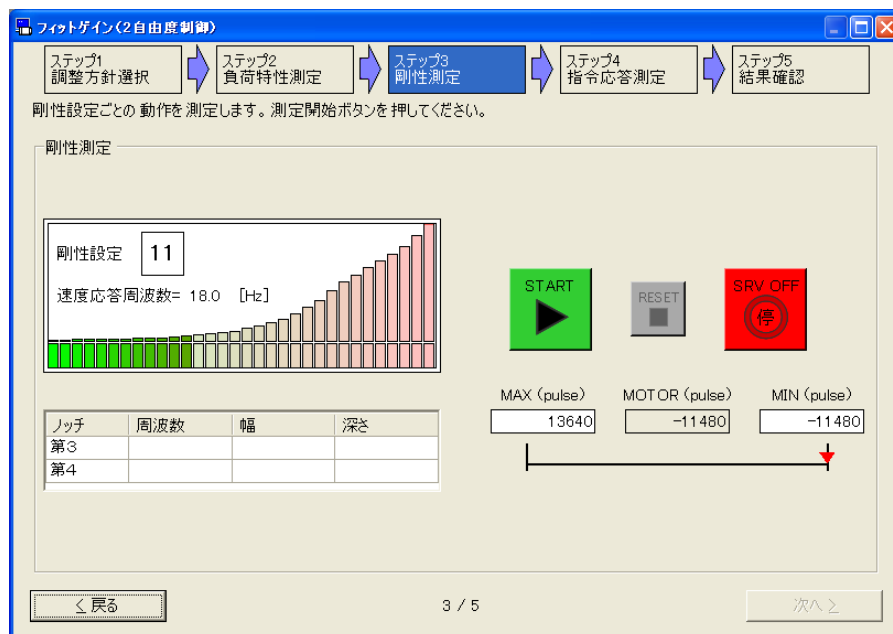 フィットゲイン(2自由度制御)
ステップ1
調整方針選択
ステップ2
負荷特性測定
ステップ3
剛性測定
ステップ4
指令応答測定
ステップ5
結果確認
剛性設定ごとの動作を測定します。測定開始ボタンを押してください。
剛性測定
剛性設定 11
速度応答周波数= 18.0 [Hz]
START
RESET
SRV OFF
停
MAX (pulse) MOTOR (pulse) MIN (pulse)
13640 -11480 -11480
ノッチ 周波数 幅 深さ
第3
第4
< 戻る
3 / 5
次へ >